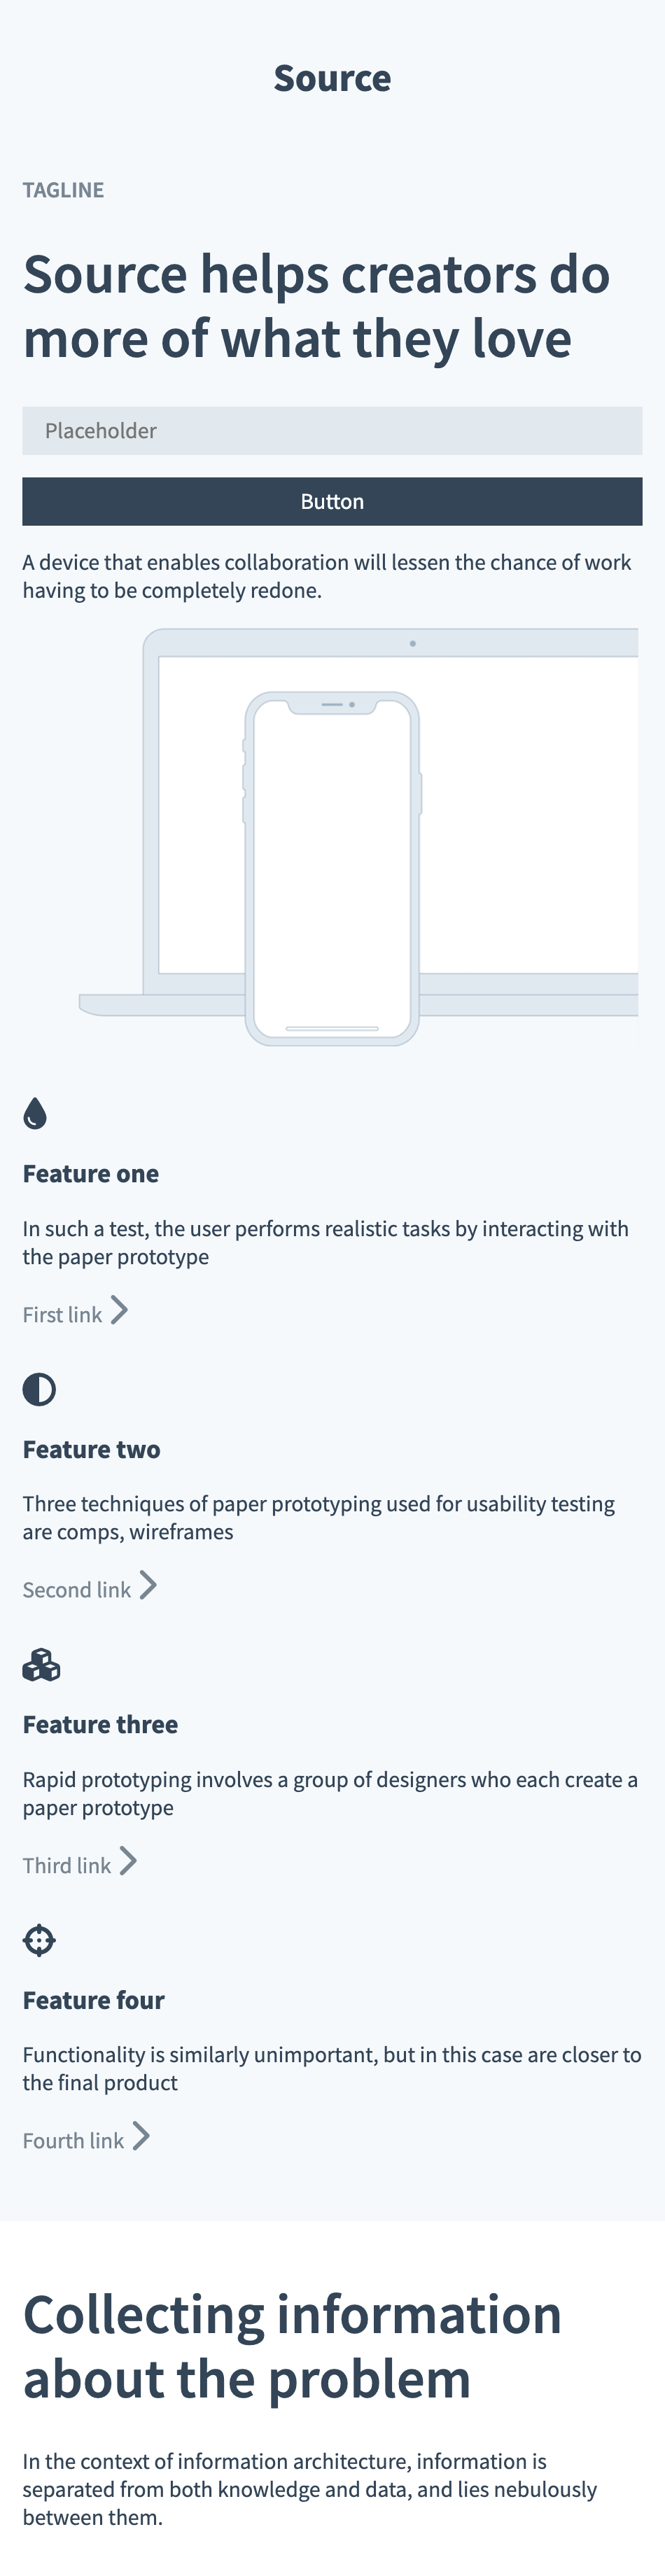 Source
TAGLINE
Source helps creators do
more of what they love
Placeholder
Button
A device that enables collaboration will lessen the chance of work
having to be completely redone.
Feature one
In such a test, the user performs realistic tasks by interacting with
the paper prototype
First link
Feature two
Three techniques of paper prototyping used for usability testing
are comps, wireframes
Second link
Feature three
Rapid prototyping involves a group of designers who each create a
paper prototype
Third link
Feature four
Functionality is similarly unimportant, but in this case are closer to
the final product
Fourth link
Collecting information
about the problem
In the context of information architecture, information is
separated from both knowledge and data, and lies nebulously
between them.